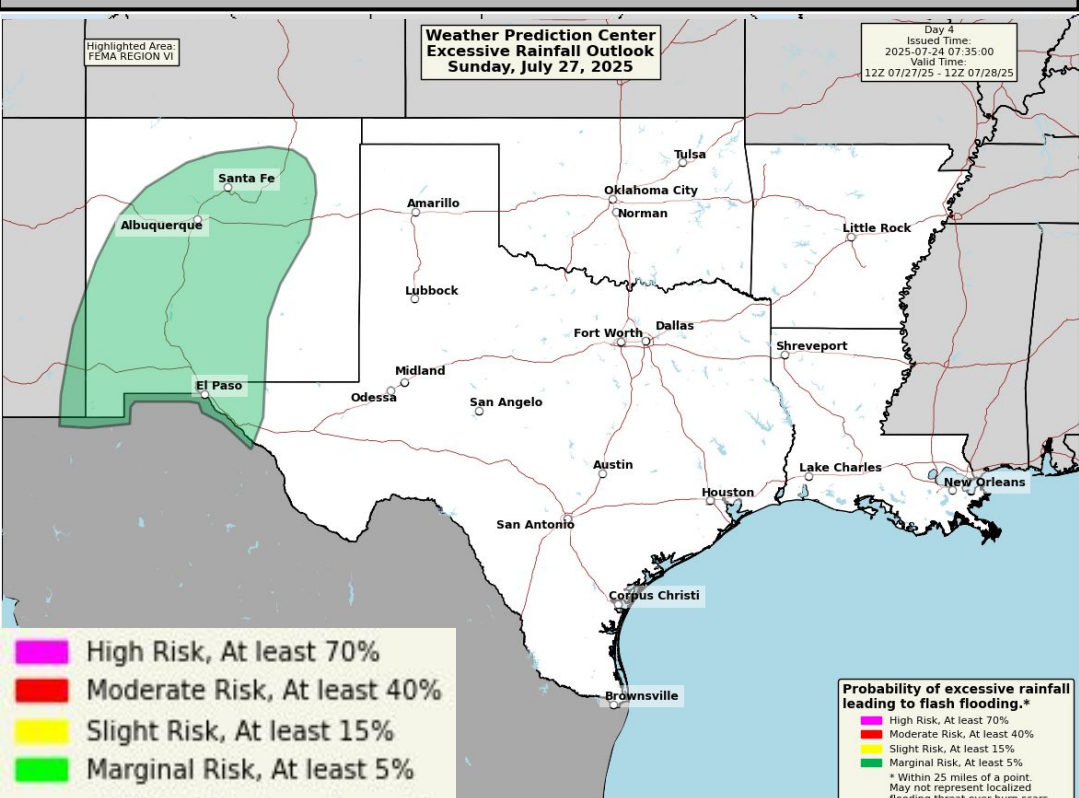 Weather Prediction Center
Excessive Rainfall Outlook
Sunday, July 27, 2025
Highlighted Area:
FEMA REGION VI
Day 4
Issued Time:
2025-07-24 07:35:00
Valid Time:
12Z 07/27/25 - 12Z 07/28/25
Tulsa
Santa Fe
Oklahoma City
Amarillo
Norman
Albuquerque
Little Rock
Lubbock
Fort Worth
Dallas
Shreveport
Midland
El Paso
Odessa
San Angelo
Austin
Lake Charles
New Orleans
Houston
San Antonio
Corpus Christi
Brownsville
High Risk, At least 70%
Moderate Risk, At least 40%
Slight Risk, At least 15%
Marginal Risk, At least 5%
Probability of excessive rainfall
leading to flash flooding.*
High Risk, At least 70%
Moderate Risk, At least 40%
Slight Risk, At least 15%
Marginal Risk, At least 5%
* Within 25 miles of a point.
May not represent localized